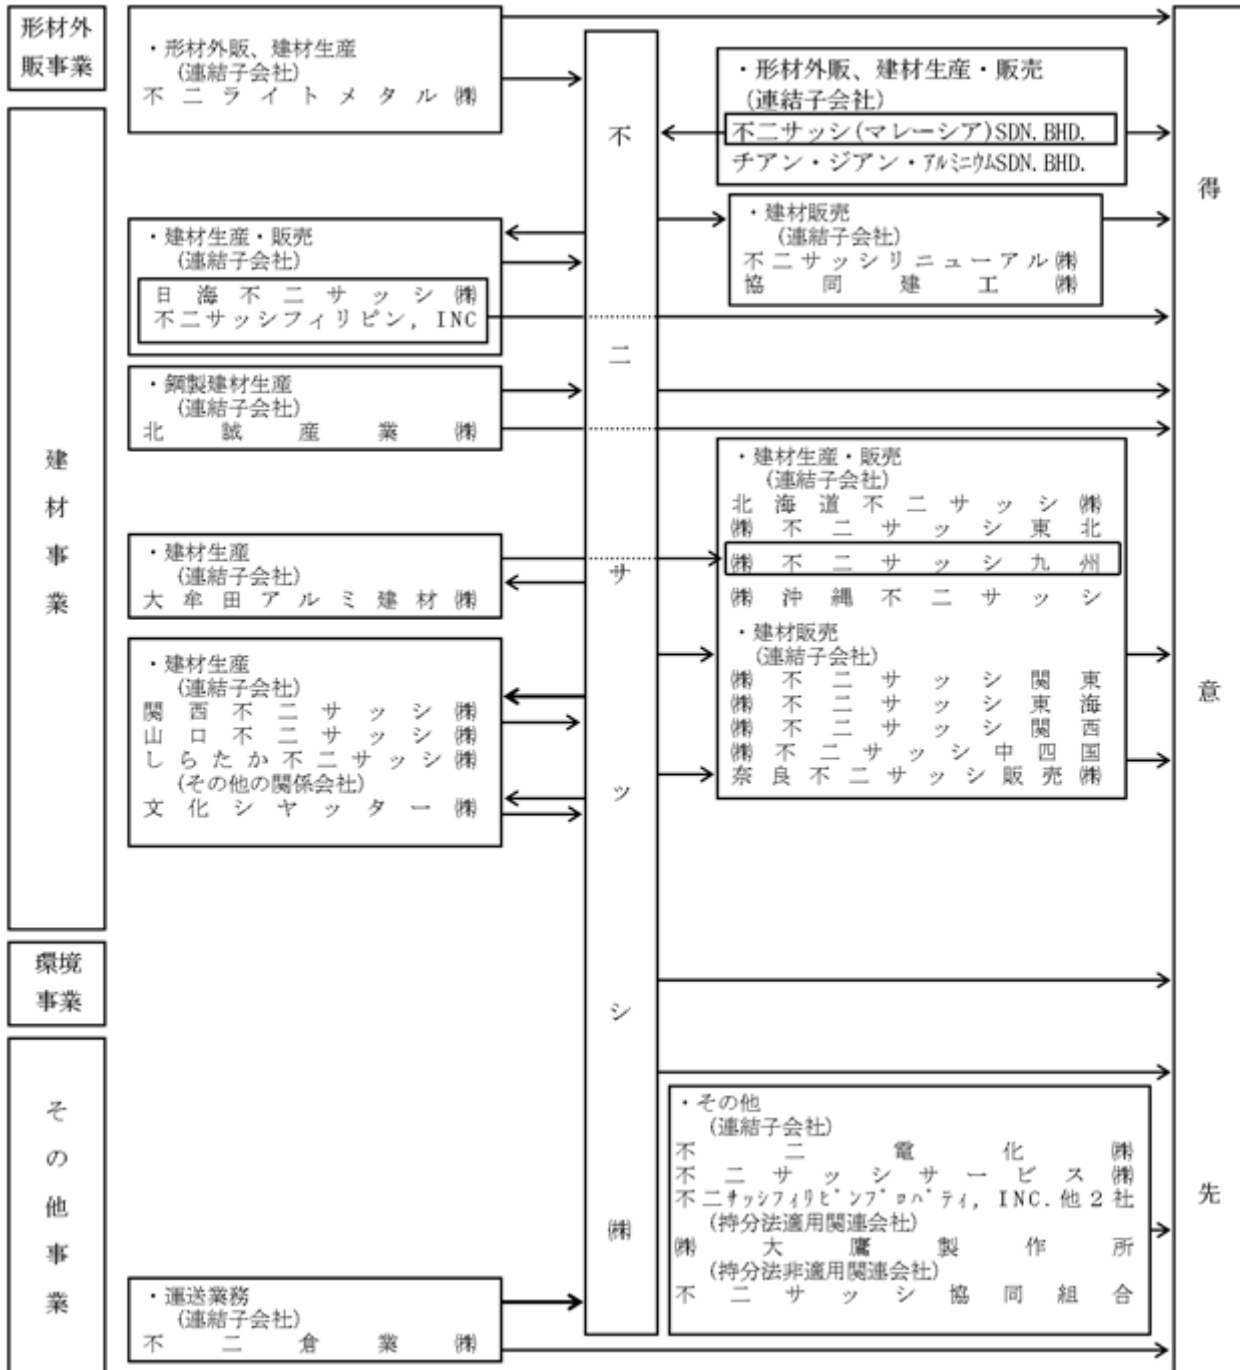 形材外
販事業
・形材外販、建材生産
(連結子会社)
不二ライトメタル㈱
建材事業
・建材生産・販売
(連結子会社)
日海不二サッシ㈱
不二サッシフィリピン, INC
・鋼製建材生産
(連結子会社)
北誠産業㈱
・建材生産
(連結子会社)
大牟田アルミ建材㈱
・建材生産
(連結子会社)
関西不二サッシ㈱
山口不二サッシ㈱
しらたか不二サッシ㈱
(その他の関係会社)
文化シヤッター㈱
環境
事業
その他事業
・運送業務
(連結子会社)
不二倉業㈱
不二サッシ㈱
・形材外販、建材生産・販売
(連結子会社)
不二サッシ(マレーシア)SDN.BHD.
チアン・ジアン・アルミニウムSDN.BHD.
・建材販売
(連結子会社)
不二サッシリニューアル㈱
協同建工㈱
・建材生産・販売
(連結子会社)
北海道不二サッシ㈱
㈱不二サッシ東北
㈱不二サッシ九州
㈱沖縄不二サッシ
・建材販売
(連結子会社)
㈱不二サッシ関東
㈱不二サッシ東海
㈱不二サッシ関西
㈱不二サッシ中四国
奈良不二サッシ販売㈱
・その他
(連結子会社)
不二電化㈱
不二サッシサービス㈱
不二サッシフィリピンプロパティ, INC.他2社
(持分法適用関連会社)
㈱大鷹製作所
(持分法非適用関連会社)
不二サッシ協同組合
得意先